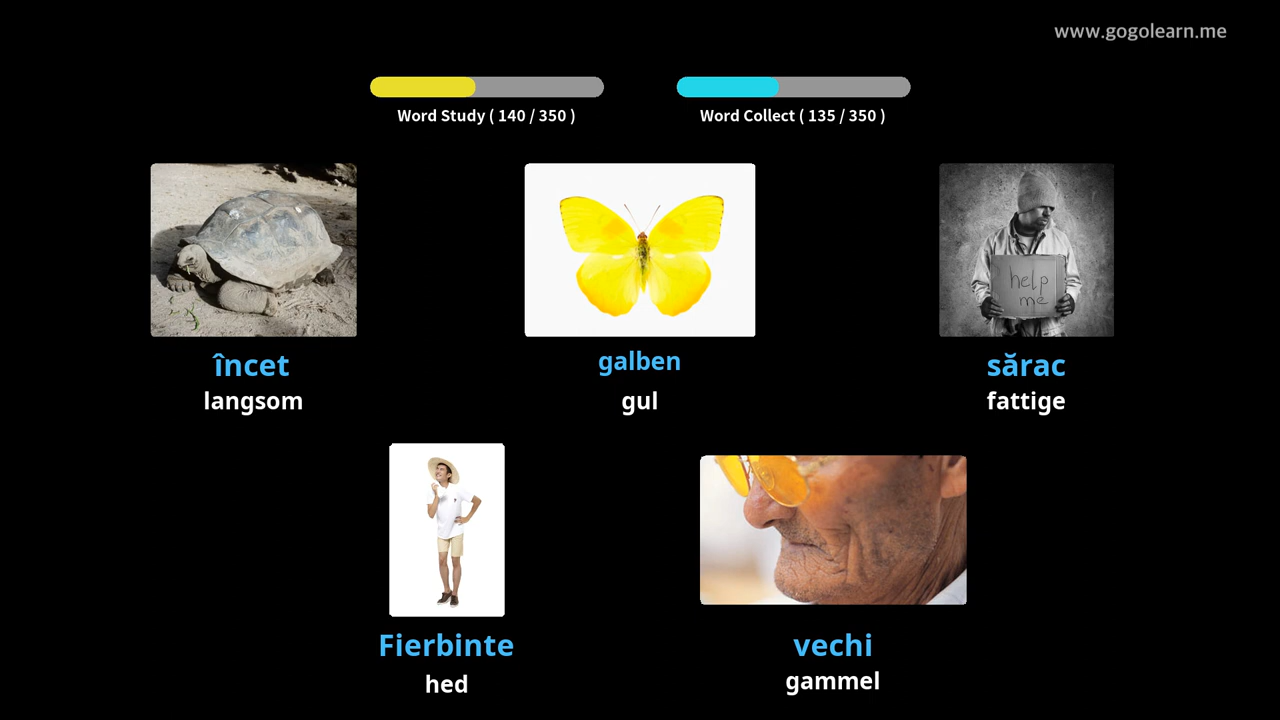 www.gogolearn.me
Word Study ( 140 / 350 )
Word Collect ( 135 / 350 )
help
me
încet
galben
sărac
langsom
gul
fattige
Fierbinte
vechi
hed
gammel